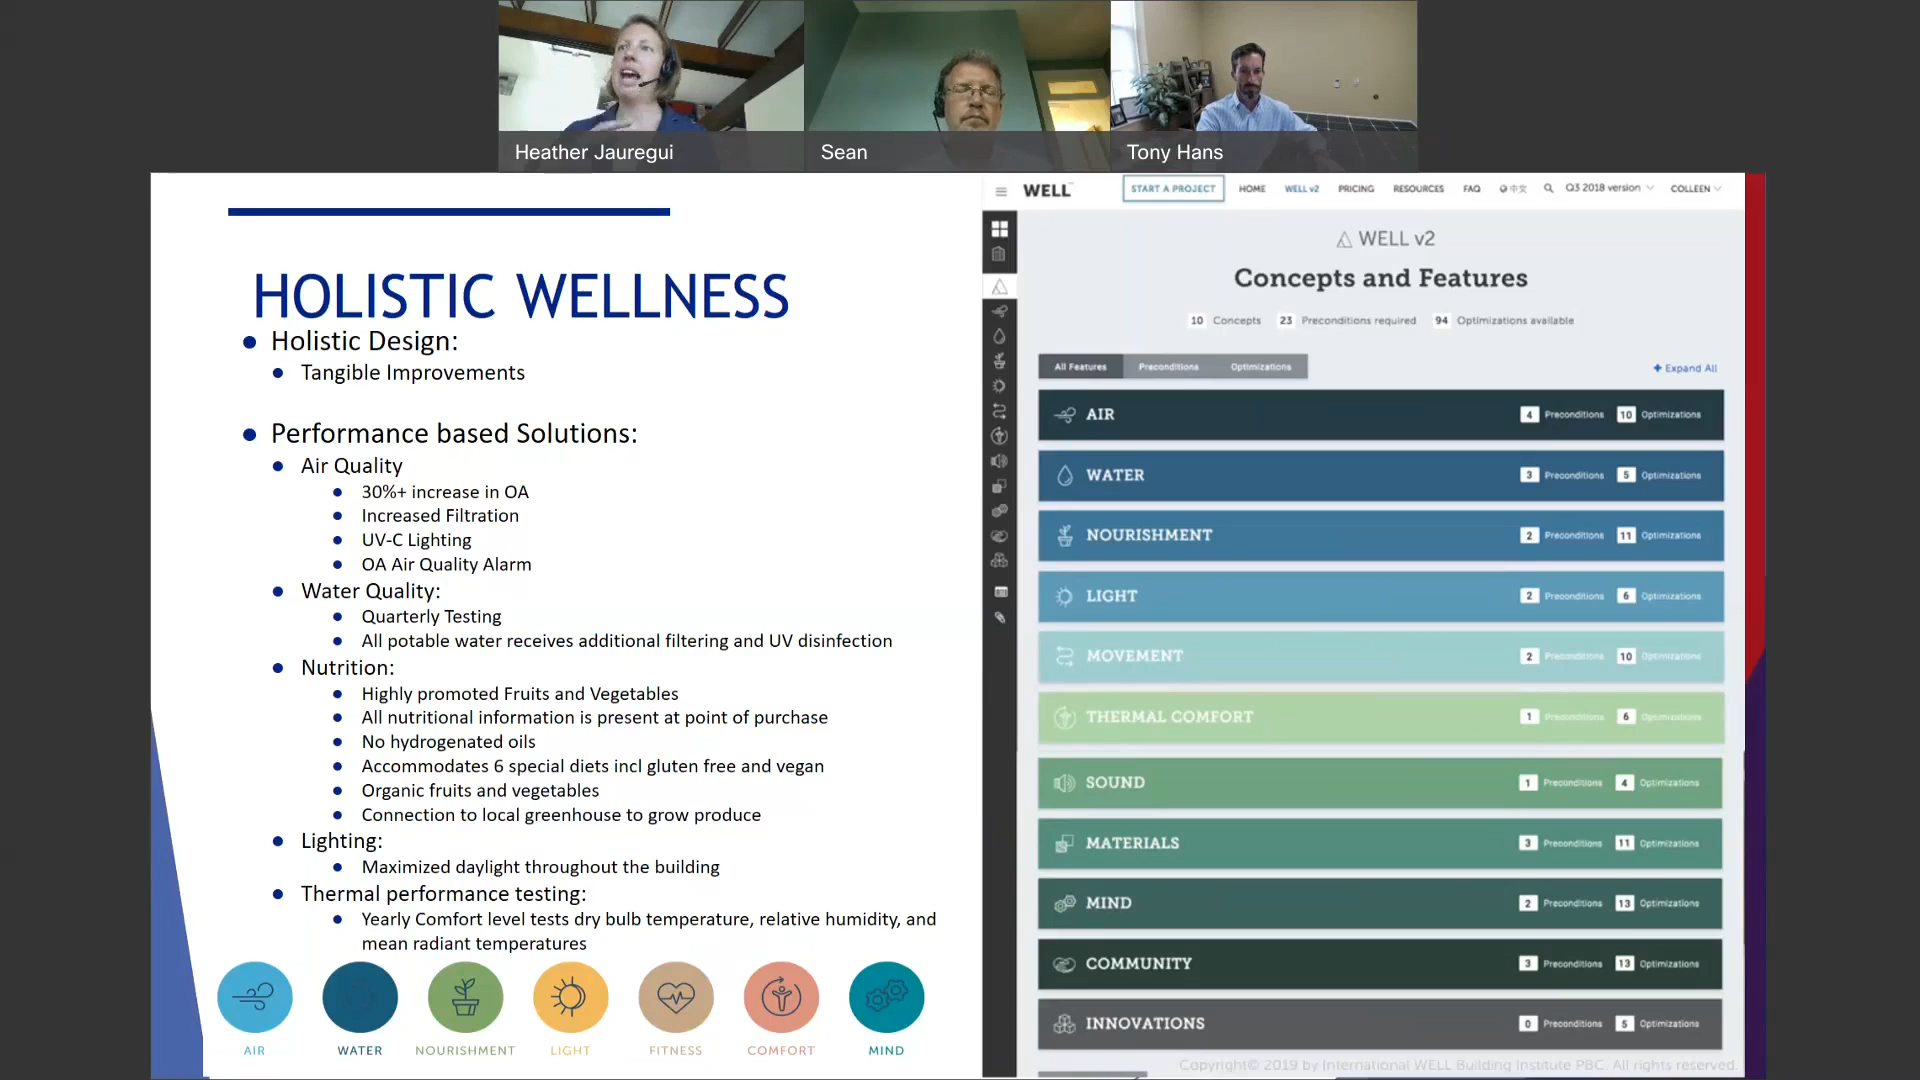 Heather Jauregui
Sean
Tony Hans
HOLISTIC WELLNESS
Holistic Design:
Tangible Improvements
Performance based Solutions:
Air Quality
30%+ increase in OA
Increased Filtration
UV-C Lighting
OA Air Quality Alarm
Water Quality:
Quarterly Testing
All potable water receives additional filtering and UV disinfection
Nutrition:
Highly promoted Fruits and Vegetables
All nutritional information is present at point of purchase
No hydrogenated oils
Accommodates 6 special diets incl gluten free and vegan
Organic fruits and vegetables
Connection to local greenhouse to grow produce
Lighting:
Maximized daylight throughout the building
Thermal performance testing:
Yearly Comfort level tests dry bulb temperature, relative humidity, and
mean radiant temperatures
AIR WATER NOURISHMENT LIGHT FITNESS COMFORT MIND
WELL START A PROJECT HOME WELL v2 PRICING RESOURCES FAQ 中文 Q3 2018 version COLLEEN
WELL v2
Concepts and Features
10 Concepts 23 Preconditions required 94 Optimizations available
All Features Preconditions Optimizations + Expand All
AIR 4 Preconditions 10 Optimizations
WATER 3 Preconditions 5 Optimizations
NOURISHMENT 2 Preconditions 11 Optimizations
LIGHT 2 Preconditions 6 Optimizations
MOVEMENT 2 Preconditions 10 Optimizations
THERMAL COMFORT 1 Preconditions 6 Optimizations
SOUND 1 Preconditions 4 Optimizations
MATERIALS 3 Preconditions 11 Optimizations
MIND 2 Preconditions 13 Optimizations
COMMUNITY 3 Preconditions 13 Optimizations
INNOVATIONS 0 Preconditions 5 Optimizations
Copyright© 2019 by International WELL Building Institute PBC. All rights reserved.